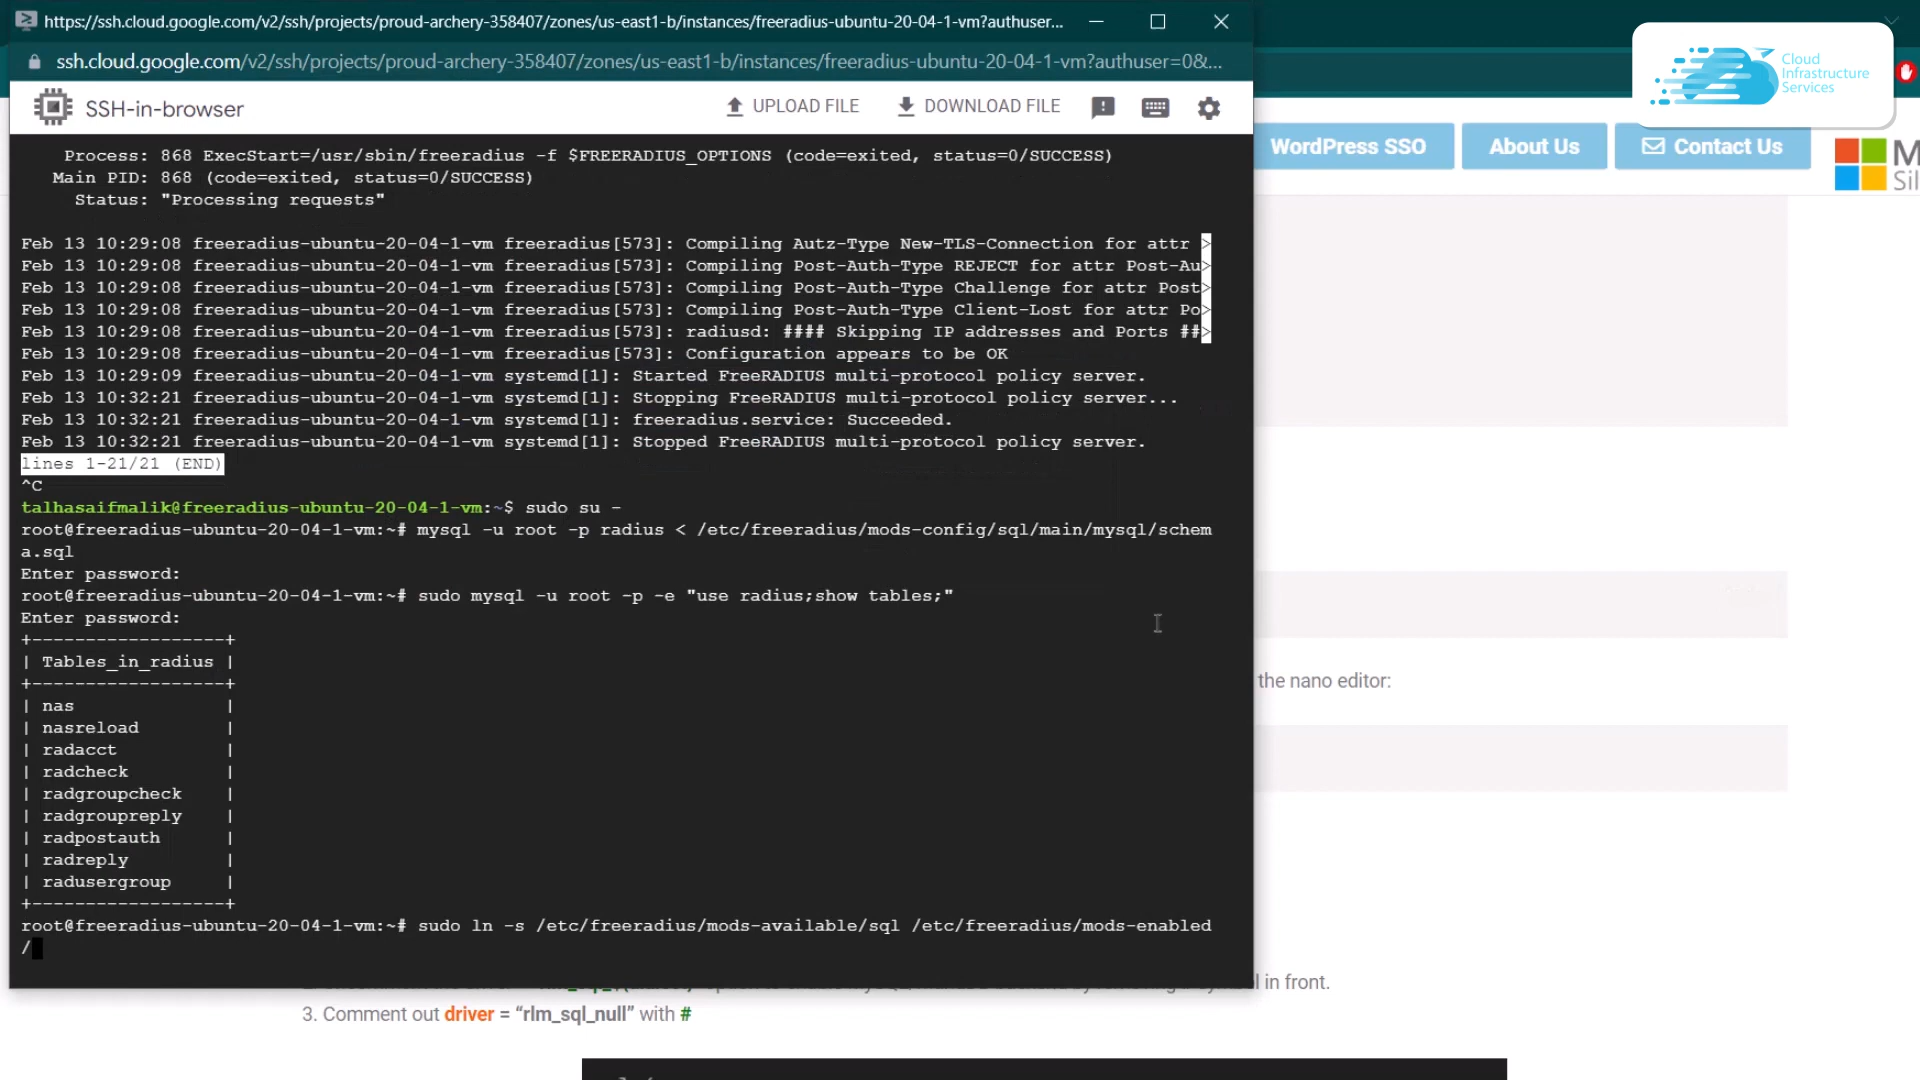 https://ssh.cloud.google.com/v2/ssh/projects/proud-archery-358407/zones/us-east1-b/instances/freeradius-ubuntu-20-04-1-vm?authuser...
ssh.cloud.google.com/v2/ssh/projects/proud-archery-358407/zones/us-east1-b/instances/freeradius-ubuntu-20-04-1-vm?authuser=0&...
Cloud
Infrastructure
Services
SSH-in-browser
UPLOAD FILE
DOWNLOAD FILE
WordPress SSO
About Us
Contact Us
Process: 868 ExecStart=/usr/sbin/freeradius -f $FREERADIUS_OPTIONS (code=exited, status=0/SUCCESS)
Main PID: 868 (code=exited, status=0/SUCCESS)
Status: "Processing requests"
Feb 13 10:29:08 freeradius-ubuntu-20-04-1-vm freeradius[573]: Compiling Autz-Type New-TLS-Connection for attr >
Feb 13 10:29:08 freeradius-ubuntu-20-04-1-vm freeradius[573]: Compiling Post-Auth-Type REJECT for attr Post-Au>
Feb 13 10:29:08 freeradius-ubuntu-20-04-1-vm freeradius[573]: Compiling Post-Auth-Type Challenge for attr Post>
Feb 13 10:29:08 freeradius-ubuntu-20-04-1-vm freeradius[573]: Compiling Post-Auth-Type Client-Lost for attr Po>
Feb 13 10:29:08 freeradius-ubuntu-20-04-1-vm freeradius[573]: radiusd: #### Skipping IP addresses and Ports ##>
Feb 13 10:29:08 freeradius-ubuntu-20-04-1-vm freeradius[573]: Configuration appears to be OK
Feb 13 10:29:09 freeradius-ubuntu-20-04-1-vm systemd[1]: Started FreeRADIUS multi-protocol policy server.
Feb 13 10:32:21 freeradius-ubuntu-20-04-1-vm systemd[1]: Stopping FreeRADIUS multi-protocol policy server...
Feb 13 10:32:21 freeradius-ubuntu-20-04-1-vm systemd[1]: freeradius.service: Succeeded.
Feb 13 10:32:21 freeradius-ubuntu-20-04-1-vm systemd[1]: Stopped FreeRADIUS multi-protocol policy server.
lines 1-21/21 (END)
^C
talhasaifmalik@freeradius-ubuntu-20-04-1-vm:~$ sudo su -
root@freeradius-ubuntu-20-04-1-vm:~# mysql -u root -p radius < /etc/freeradius/mods-config/sql/main/mysql/schem
a.sql
Enter password:
root@freeradius-ubuntu-20-04-1-vm:~# sudo mysql -u root -p -e "use radius;show tables;"
Enter password:
+------------------+
| Tables_in_radius |
+------------------+
| nas |
| nasreload |
| radacct |
| radcheck |
| radgroupcheck |
| radgroupreply |
| radpostauth |
| radreply |
| radusergroup |
+------------------+
root@freeradius-ubuntu-20-04-1-vm:~# sudo ln -s /etc/freeradius/mods-available/sql /etc/freeradius/mods-enabled
/
the nano editor:
in front.
3. Comment out driver = “rlm_sql_null” with #